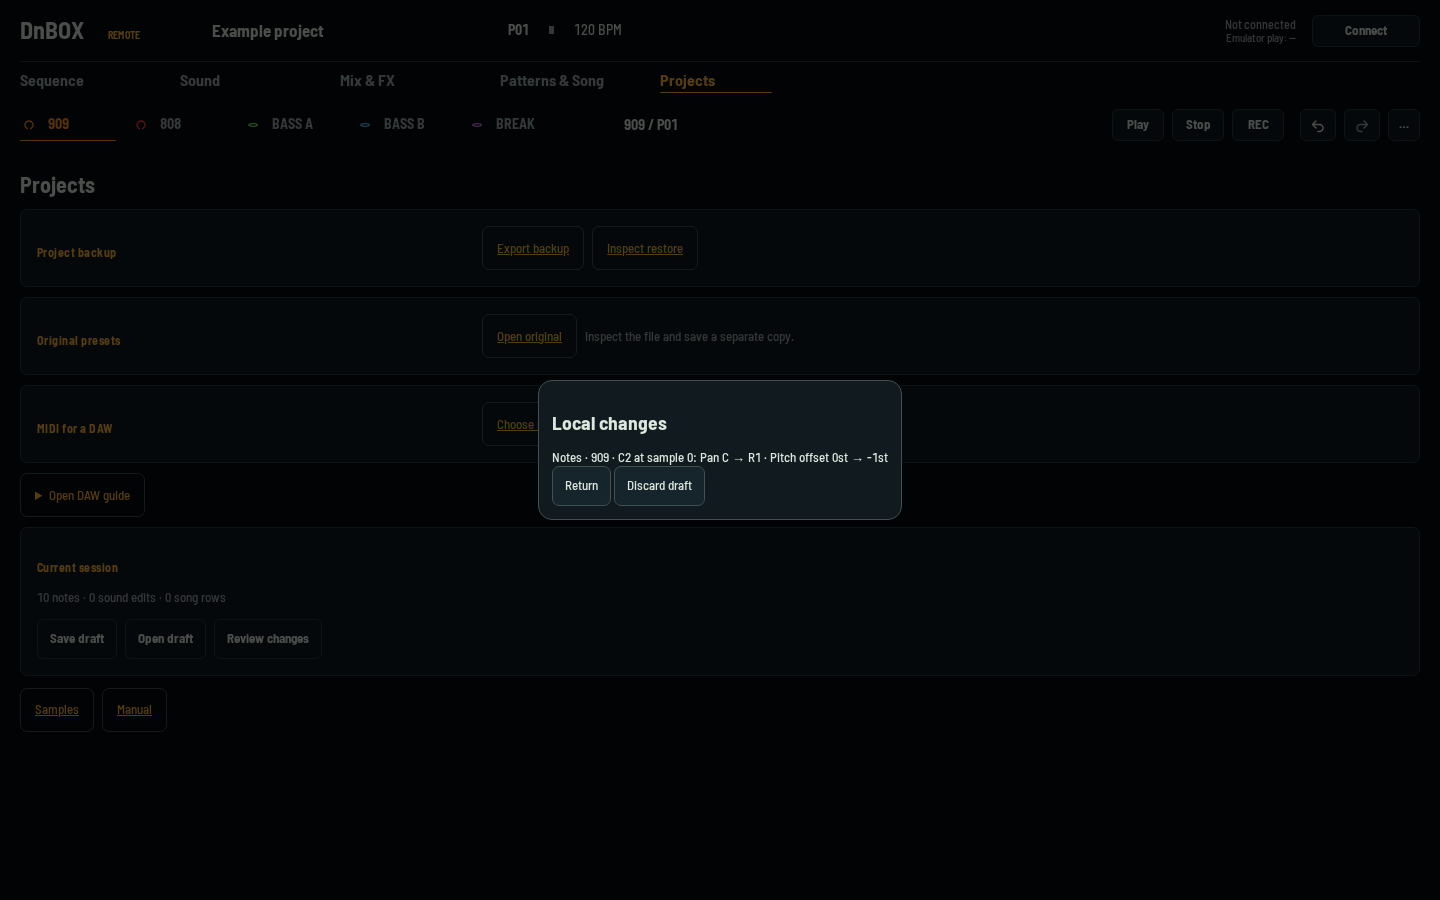 DnBOX REMOTE Example project P01 120 BPM Not connected
Emulator play: — Connect
Sequence Sound Mix & FX Patterns & Song Projects
909 808 BASS A BASS B BREAK 909 / P01 Play Stop REC ...
Projects
Project backup Export backup Inspect restore
Original presets Open original Inspect the file and save a separate copy.
MIDI for a DAW Choose
Local changes
Notes · 909 · C2 at sample 0: Pan C → R1 · Pitch offset 0st → -1st
Return Discard draft
Open DAW guide
Current session
10 notes · 0 sound edits · 0 song rows
Save draft Open draft Review changes
Samples Manual